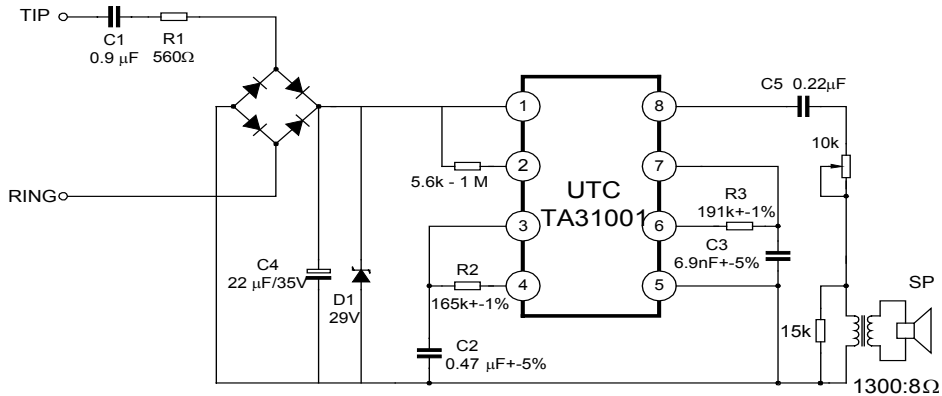 TIP
C1
0.9 μF
R1
560Ω
RING
C4
22 μF/35V
D1
29V
1
2
3
4
5.6k - 1 M
R2
165k+-1%
C2
0.47 μF+-5%
UTC
TA31001
8
7
6
5
R3
191k+-1%
C3
6.9nF+-5%
C5 0.22μF
10k
15k
SP
1300:8Ω